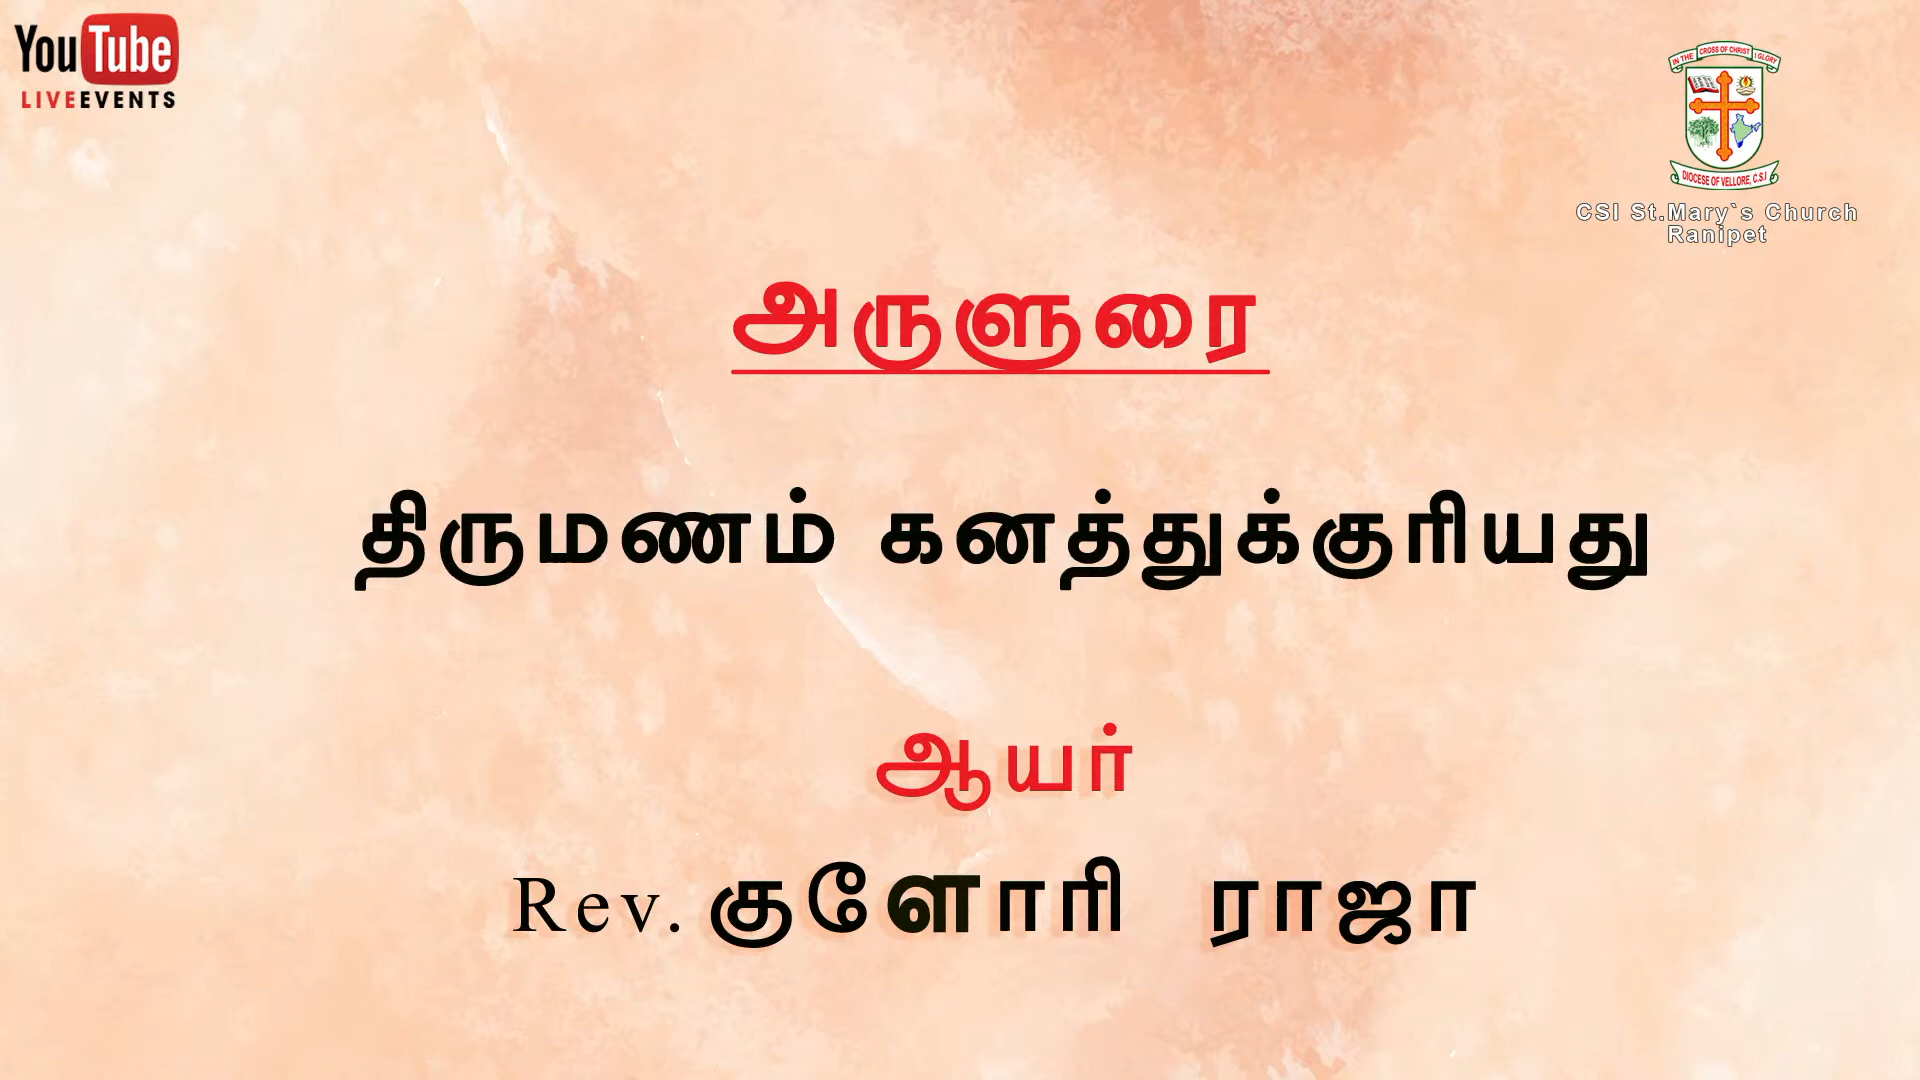 YouTube
LIVEEVENTS
IN THE CROSS OF CHRIST I GLORY
DIOCESE OF VELLORE, C.S.I
CSI St.Mary`s Church
Ranipet
அருளுரை
திருமணம் கனத்துக்குரியது
ஆயர்
Rev. குளோரி ராஜா